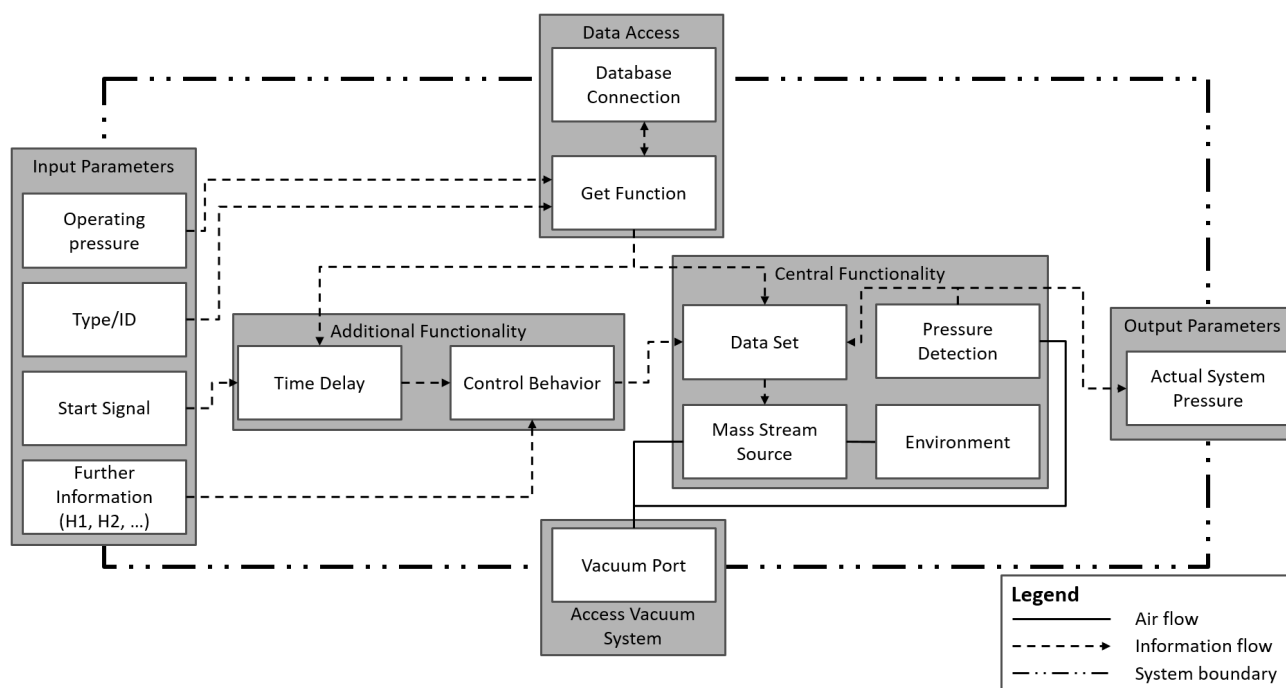 Data Access
Database
Connection
Get Function
Input Parameters
Operating
pressure
Type/ID
Start Signal
Further
Information
(H1, H2, ...)
Additional Functionality
Time Delay
Control Behavior
Central Functionality
Data Set
Pressure
Detection
Mass Stream
Source
Environment
Output Parameters
Actual System
Pressure
Vacuum Port
Access Vacuum
System
Legend
Air flow
Information flow
System boundary